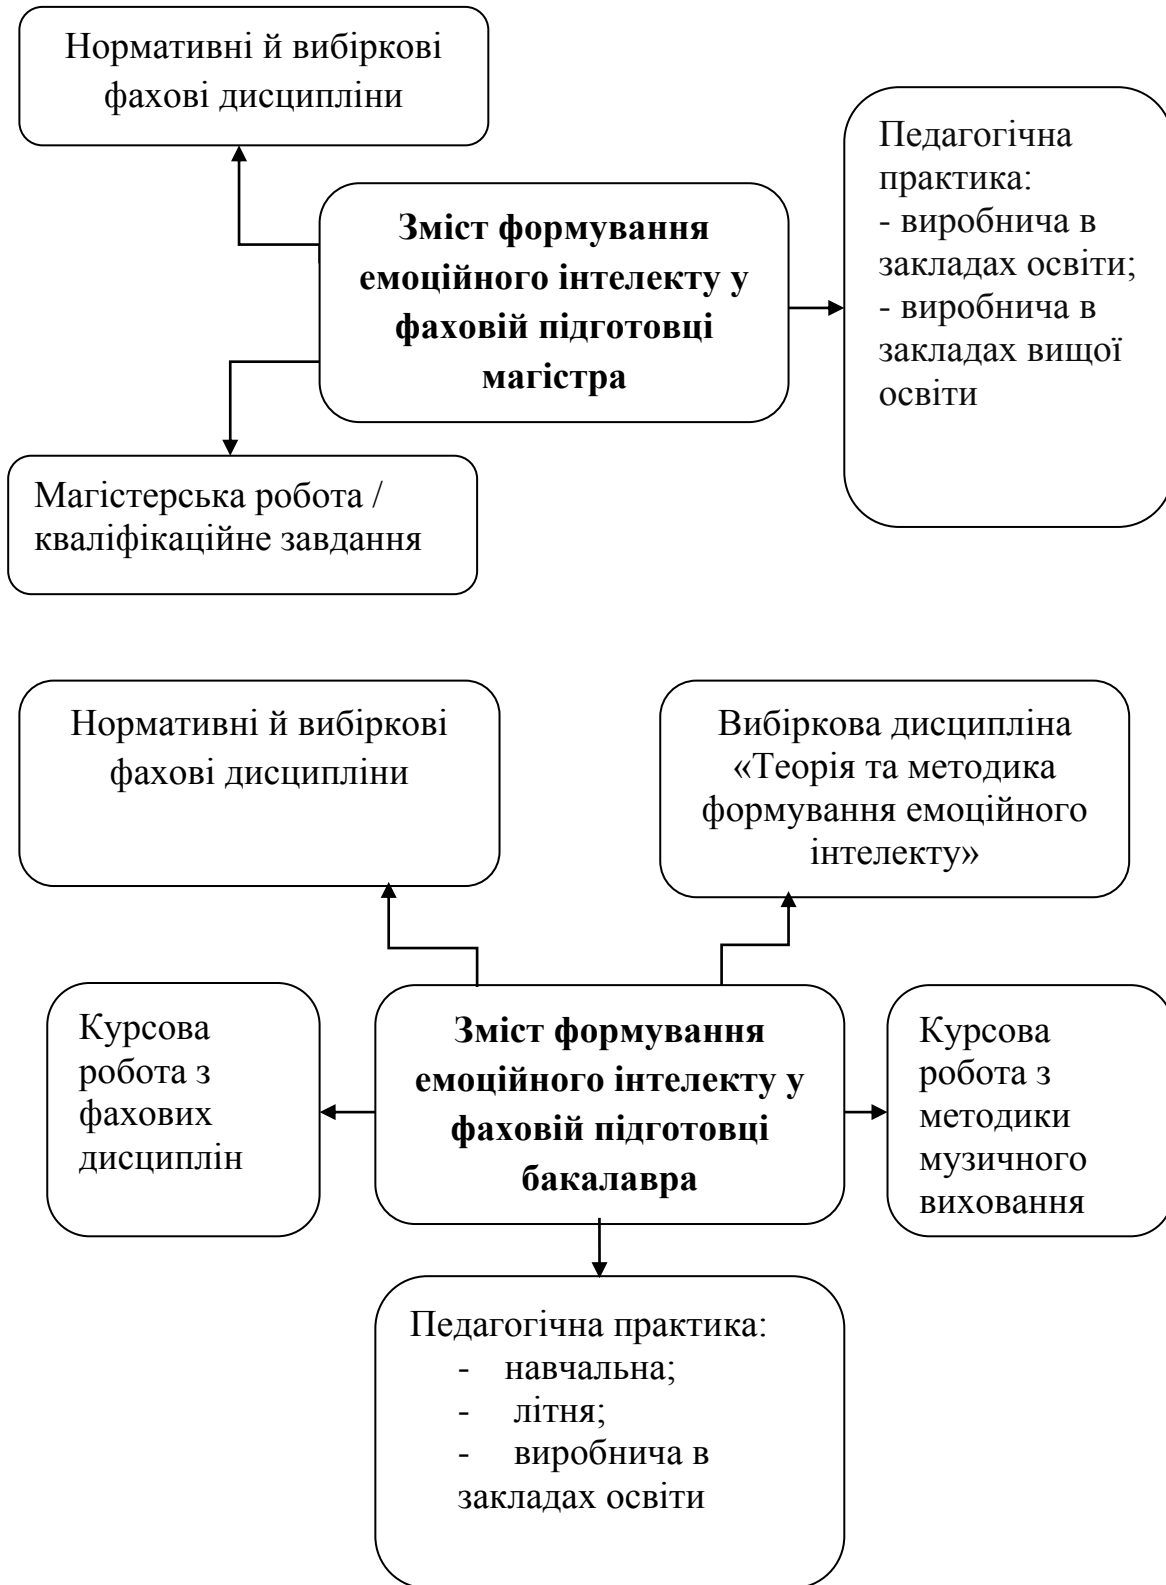 Нормативні й вибіркові
фахові дисципліни
Зміст формування
емоційного інтелекту у
фаховій підготовці
магістра
Педагогічна
практика:
- виробнича в
закладах освіти;
- виробнича в
закладах вищої
освіти
Магістерська робота /
кваліфікаційне завдання
Нормативні й вибіркові
фахові дисципліни
Вибіркова дисципліна
«Теорія та методика
формування емоційного
інтелекту»
Курсова
робота з
фахових
дисциплін
Зміст формування
емоційного інтелекту у
фаховій підготовці
бакалавра
Курсова
робота з
методики
музичного
виховання
Педагогічна практика:
- навчальна;
- літня;
- виробнича в
закладах освіти